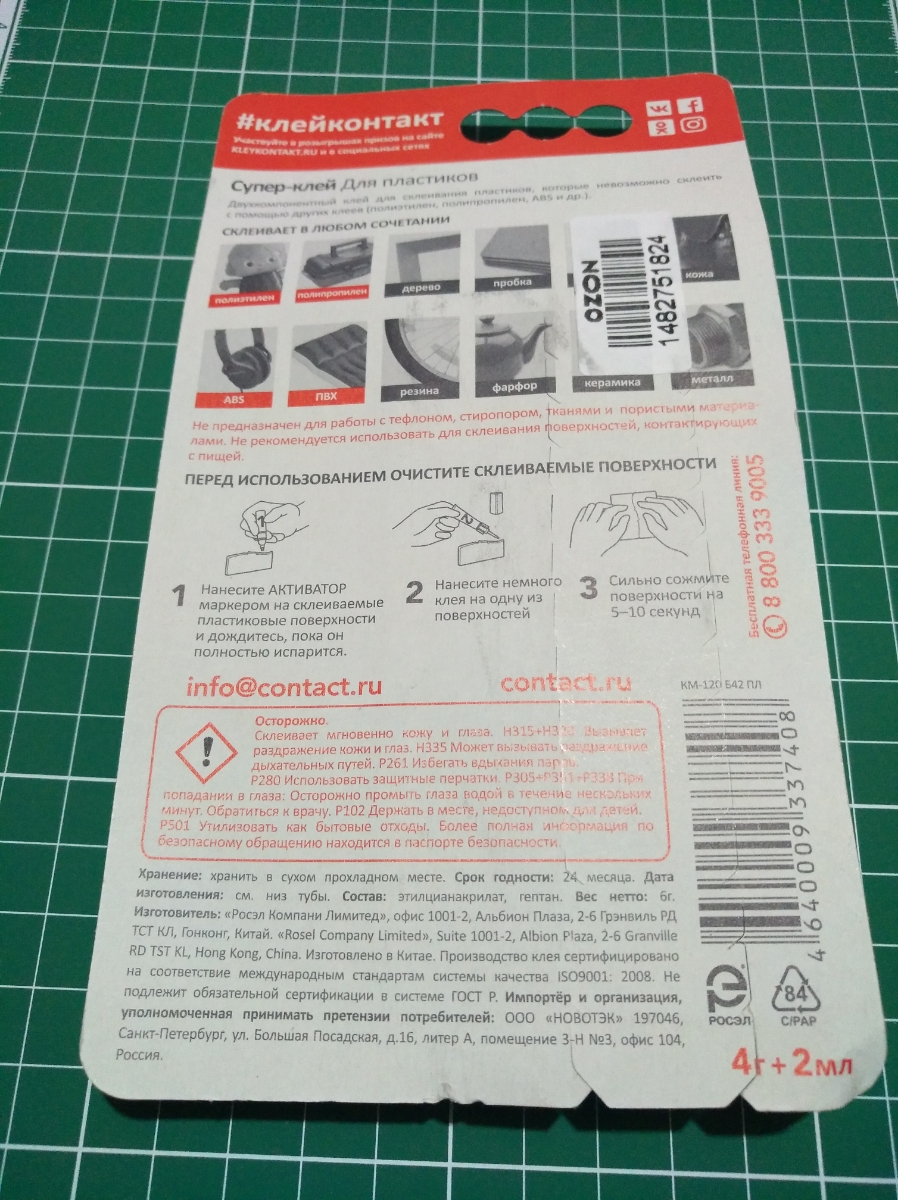 #клейконтакт
Участвуйте в розыгрышах призов на сайте
KLEYKONTAKT.RU и в социальных сетях
Супер-клей Для пластиков
Двухкомпонентный клей для склеивания пластиков, которые невозможно склеить
с помощью других клеев (полиэтилен, полипропилен, ABS и др.).
СКЛЕИВАЕТ В ЛЮБОМ СОЧЕТАНИИ
полиэтилен
полипропилен
дерево
пробка
кожа
OZON
1482751824
ABS
ПВХ
резина
фарфор
керамика
металл
Не предназначен для работы с тефлоном, стиропором, тканями и пористыми материа-
лами. Не рекомендуется использовать для склеивания поверхностей, контактирующих
с пищей.
ПЕРЕД ИСПОЛЬЗОВАНИЕМ ОЧИСТИТЕ СКЛЕИВАЕМЫЕ ПОВЕРХНОСТИ
1 Нанесите АКТИВАТОР
маркером на склеиваемые
пластиковые поверхности
и дождитесь, пока он
полностью испарится.
2 Нанесите немного
клея на одну из
поверхностей
3 Сильно сожмите
поверхности на
5–10 секунд
Бесплатная телефонная линия:
8 800 333 9005
info@contact.ru
contact.ru
КМ-120 Б42 ПЛ
Осторожно.
Склеивает мгновенно кожу и глаза. H315+H320 Вызывает
раздражение кожи и глаз. H335 Может вызывать раздражение
дыхательных путей. P261 Избегать вдыхания паров.
P280 Использовать защитные перчатки. P305+P351+P338 При
попадании в глаза: Осторожно промыть глаза водой в течение нескольких
минут. Обратиться к врачу. P102 Держать в месте, недоступном для детей.
P501 Утилизовать как бытовые отходы. Более полная информация по
безопасному обращению находится в паспорте безопасности.
4640009337408
Хранение: хранить в сухом прохладном месте. Срок годности: 24 месяца. Дата
изготовления: см. низ тубы. Состав: этилцианакрилат, гептан. Вес нетто: 6г.
Изготовитель: «Росэл Компани Лимитед», офис 1001-2, Альбион Плаза, 2-6 Грэнвиль РД
ТСТ КЛ, Гонконг, Китай. «Rosel Company Limited», Suite 1001-2, Albion Plaza, 2-6 Granville
RD TST KL, Hong Kong, China. Изготовлено в Китае. Производство клея сертифицировано
на соответствие международным стандартам системы качества ISO9001: 2008. Не
подлежит обязательной сертификации в системе ГОСТ Р. Импортёр и организация,
уполномоченная принимать претензии потребителей: ООО «НОВОТЭК» 197046,
Санкт-Петербург, ул. Большая Посадская, д.16, литер А, помещение 3-Н №3, офис 104,
Россия.
РОСЭЛ
84
C/PAP
4г + 2мл